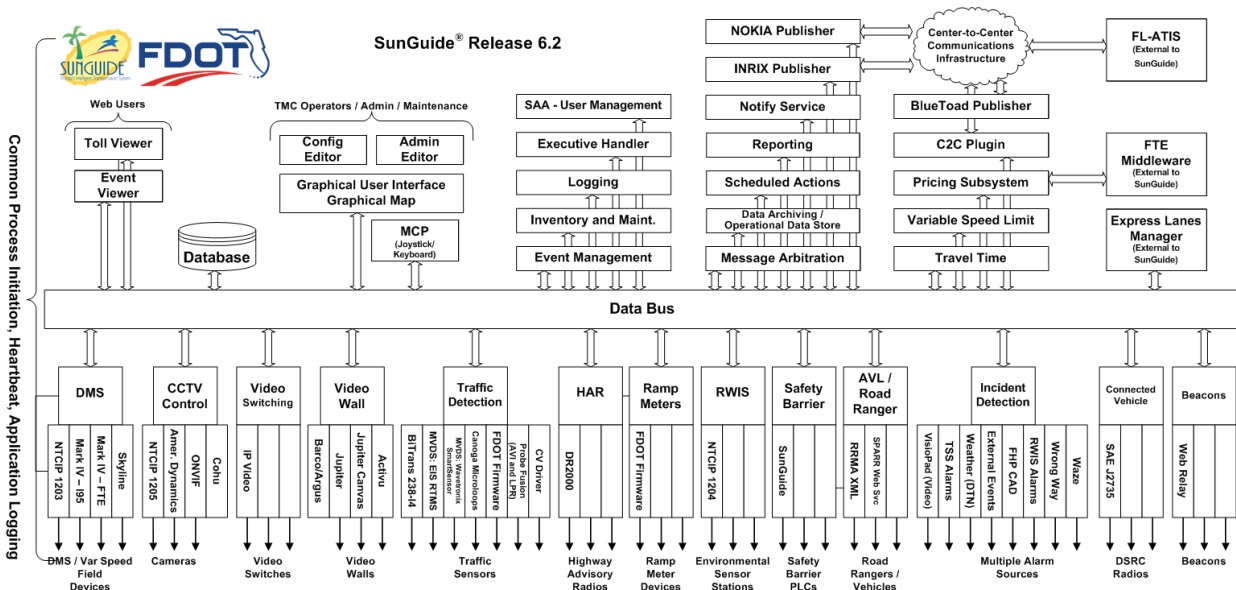 SUNGUIDE
Florida's Intelligent Transportation System
FDOT
SunGuide® Release 6.2
Common Process Initiation, Heartbeat, Application Logging
Web Users
Toll Viewer
Event
Viewer
Database
TMC Operators / Admin / Maintenance
Config
Editor
Admin
Editor
Graphical User Interface
Graphical Map
MCP
(Joystick/
Keyboard)
SAA - User Management
Executive Handler
Logging
Inventory and Maint.
Event Management
NOKIA Publisher
INRIX Publisher
Notify Service
Reporting
Scheduled Actions
Data Archiving /
Operational Data Store
Message Arbitration
Center-to-Center
Communications
Infrastructure
BlueToad Publisher
C2C Plugin
Pricing Subsystem
Variable Speed Limit
Travel Time
FL-ATIS
(External to
SunGuide)
FTE
Middleware
(External to
SunGuide)
Express Lanes
Manager
(External to
SunGuide)
Data Bus
DMS
NTCIP 1203
Mark IV – I95
Mark IV – FTE
Skyline
DMS / Var Speed
Field
Devices
CCTV
Control
NTCIP 1205
Amer. Dynamics
ONVIF
Cohu
Cameras
Video
Switching
IP Video
Video
Switches
Video
Wall
Barco/Argus
Jupiter
Jupiter Canvas
Activu
Video
Walls
Traffic
Detection
BiTrans 238-I4
MVDS: EIS RTMS
MVDS: Wavetronix
SmartSensor
Canoga Microloops
FDOT Firmware
Probe Fusion
(AVI and LPR)
CV Driver
Traffic
Sensors
HAR
DR2000
Highway
Advisory
Radios
Ramp
Meters
FDOT Firmware
Ramp
Meter
Devices
RWIS
NTCIP 1204
Environmental
Sensor
Stations
Safety
Barrier
SunGuide
Safety
Barrier
PLCs
AVL /
Road
Ranger
RRMA XML
SPARR Web Svc
Road
Rangers /
Vehicles
Incident
Detection
VisioPad (Video)
TSS Alarms
Weather (DTN)
External Events
FHP CAD
RWIS Alarms
Wrong Way
Waze
Multiple Alarm
Sources
Connected
Vehicle
SAE J2735
DSRC
Radios
Beacons
Web Relay
Beacons